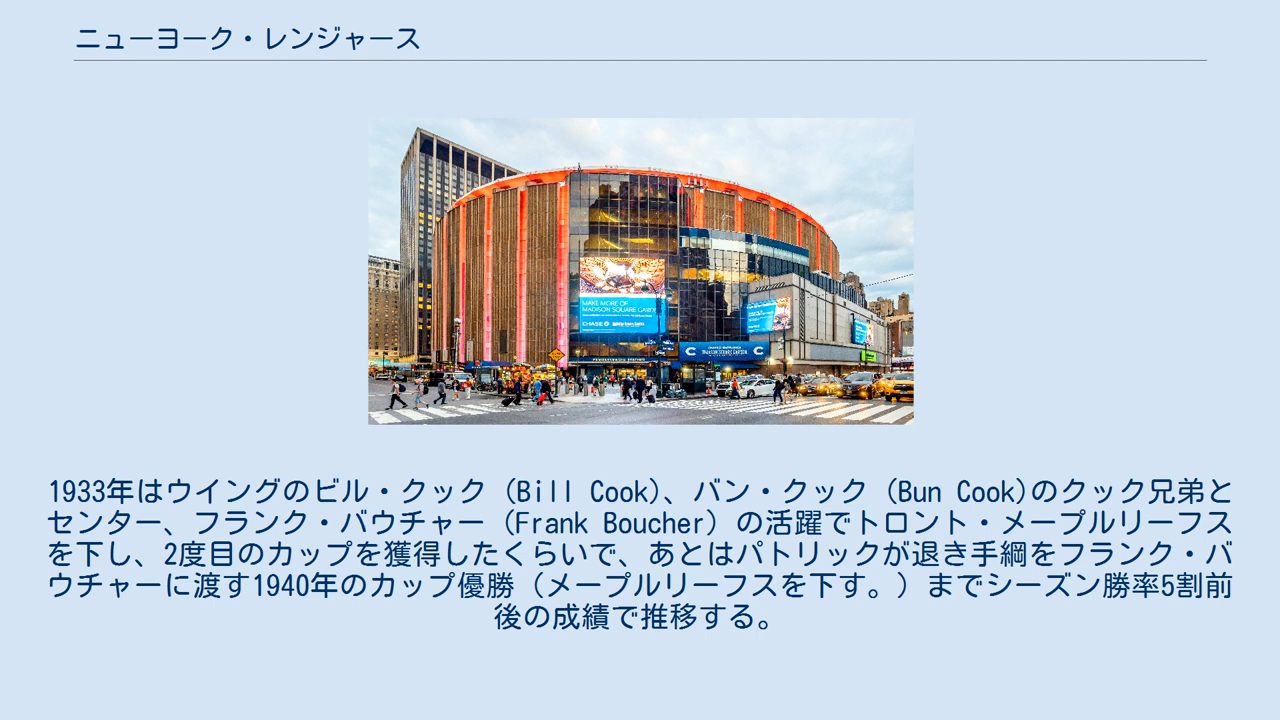 ニューヨーク・レンジャース
MAKE MORE OF
MADISON SQUARE GARDEN
CHASE
1933年はウイングのビル・クック（Bill Cook)、バン・クック（Bun Cook)のクック兄弟と
センター、フランク・バウチャー（Frank Boucher）の活躍でトロント・メープルリーフス
を下し、2度目のカップを獲得したくらいで、あとはパトリックが退き手綱をフランク・バ
ウチャーに渡す1940年のカップ優勝（メープルリーフスを下す。）までシーズン勝率5割前
後の成績で推移する。